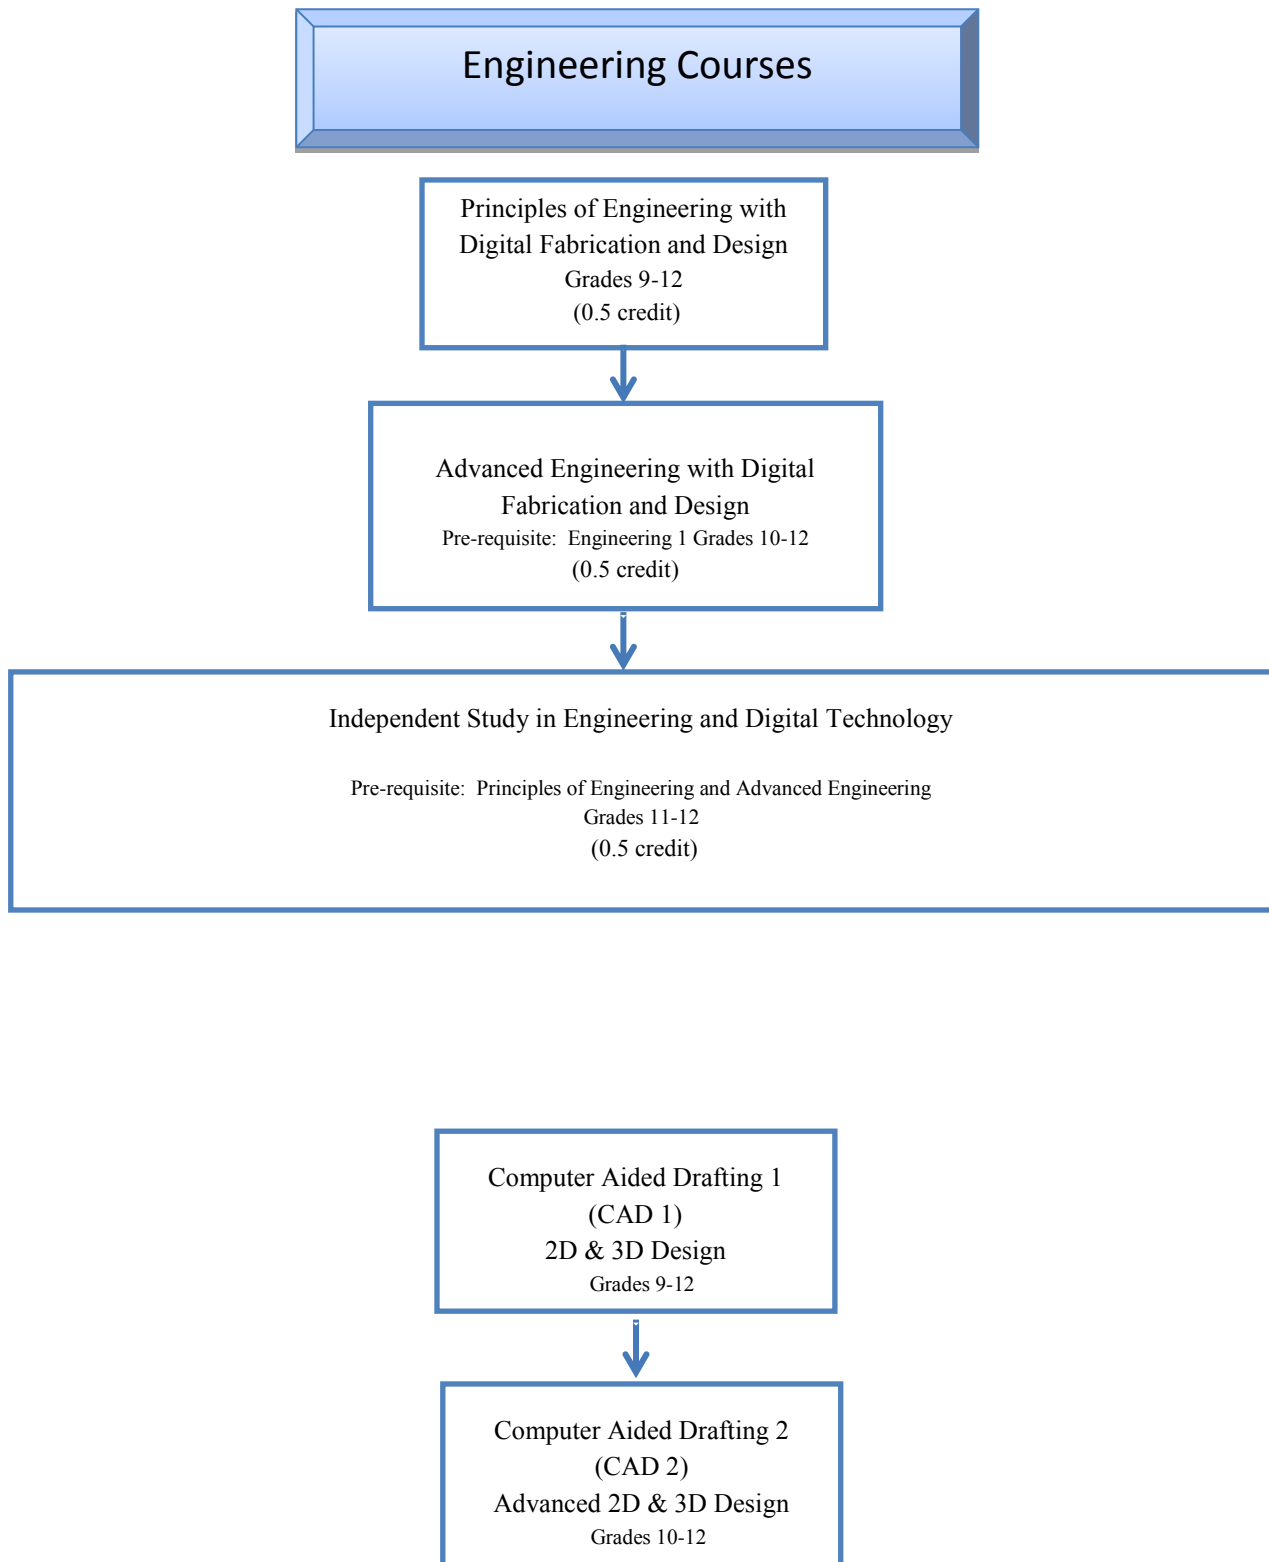 Engineering Courses
Principles of Engineering with
Digital Fabrication and Design
Grades 9-12
(0.5 credit)
Advanced Engineering with Digital
Fabrication and Design
Pre-requisite:  Engineering 1 Grades 10-12
(0.5 credit)
Independent Study in Engineering and Digital Technology
Pre-requisite:  Principles of Engineering and Advanced Engineering
Grades 11-12
(0.5 credit)
Computer Aided Drafting 1
(CAD 1)
2D & 3D Design
Grades 9-12
Computer Aided Drafting 2
(CAD 2)
Advanced 2D & 3D Design
Grades 10-12